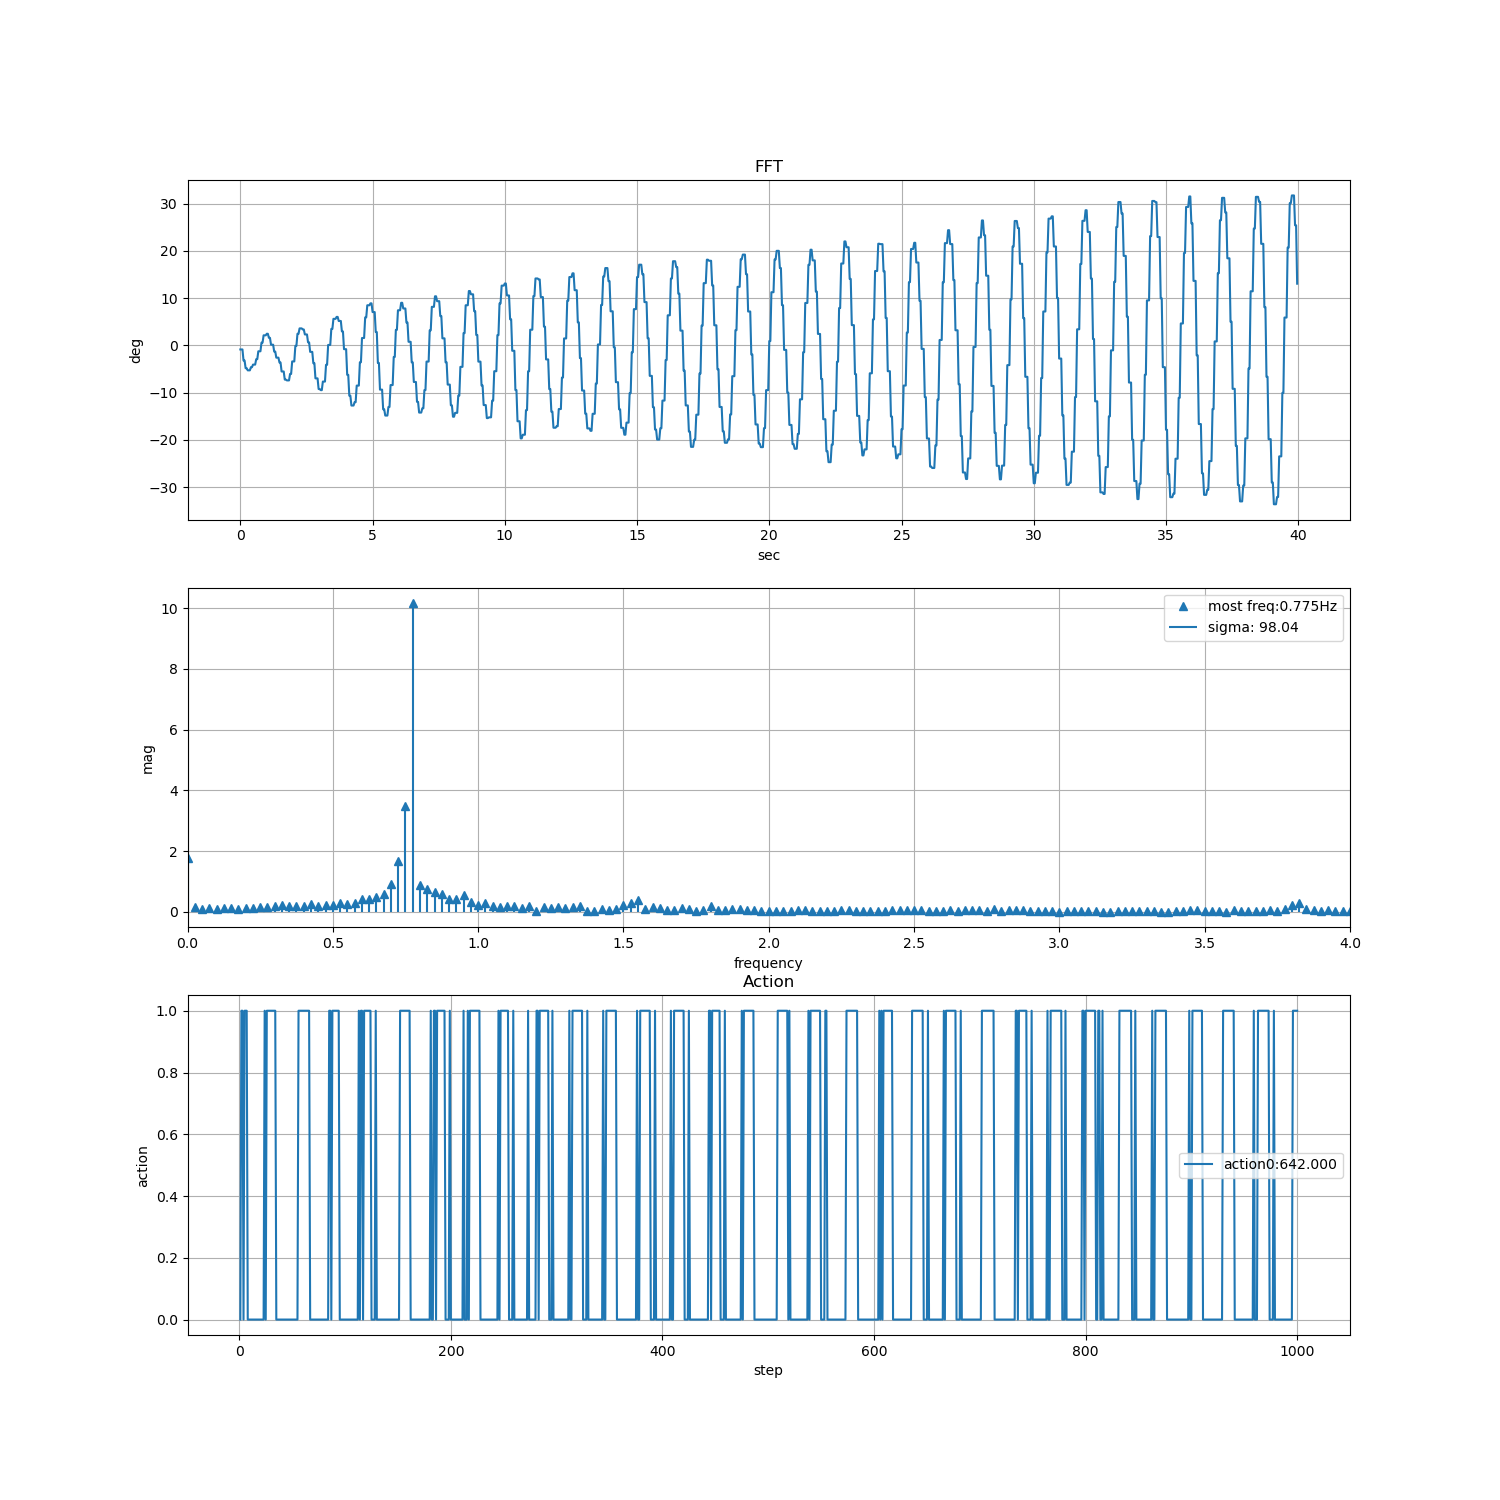 FFT
30
20
10
0
−10
−20
−30
deg
0 5 10 15 20 25 30 35 40
sec
10
8
6
4
2
0
mag
most freq:0.775Hz
sigma: 98.04
0.0 0.5 1.0 1.5 2.0 2.5 3.0 3.5 4.0
frequency
Action
1.0
0.8
0.6
0.4
0.2
0.0
action
action0:642.000
0 200 400 600 800 1000
step